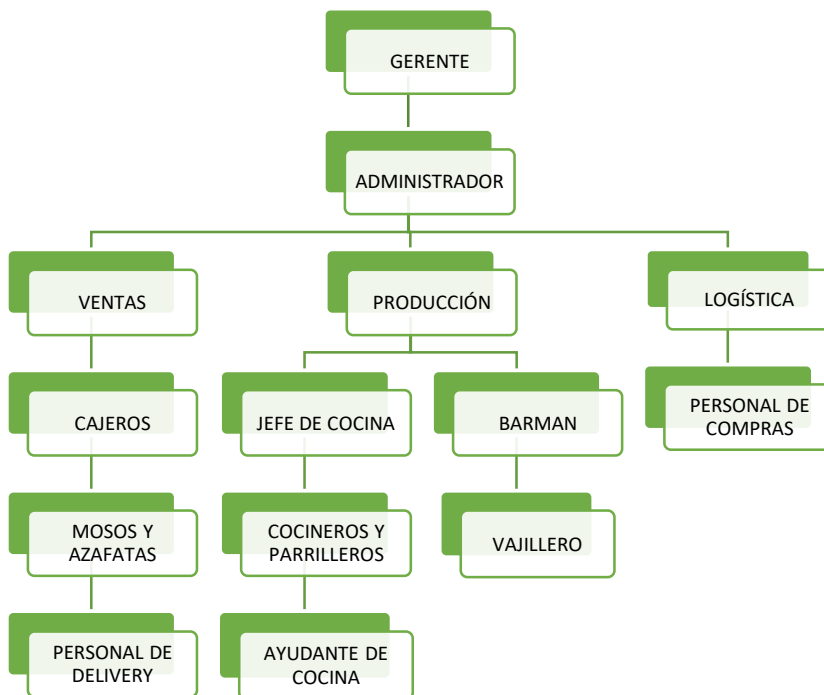 GERENTE
ADMINISTRADOR
VENTAS
PRODUCCIÓN
LOGÍSTICA
CAJEROS
JEFE DE COCINA
BARMAN
PERSONAL DE
COMPRAS
MOSOS Y
AZAFATAS
COCINEROS Y
PARRILLEROS
VAJILLERO
PERSONAL DE
DELIVERY
AYUDANTE DE
COCINA